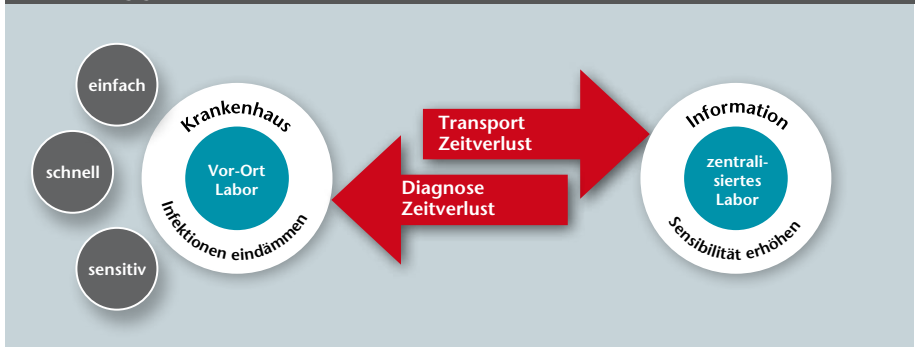 einfach
schnell
sensitiv
Krankenhaus
Vor-Ort
Labor
Infektionen eindämmen
Transport
Zeitverlust
Diagnose
Zeitverlust
Information
zentrali-
siertes
Labor
Sensibilität erhöhen